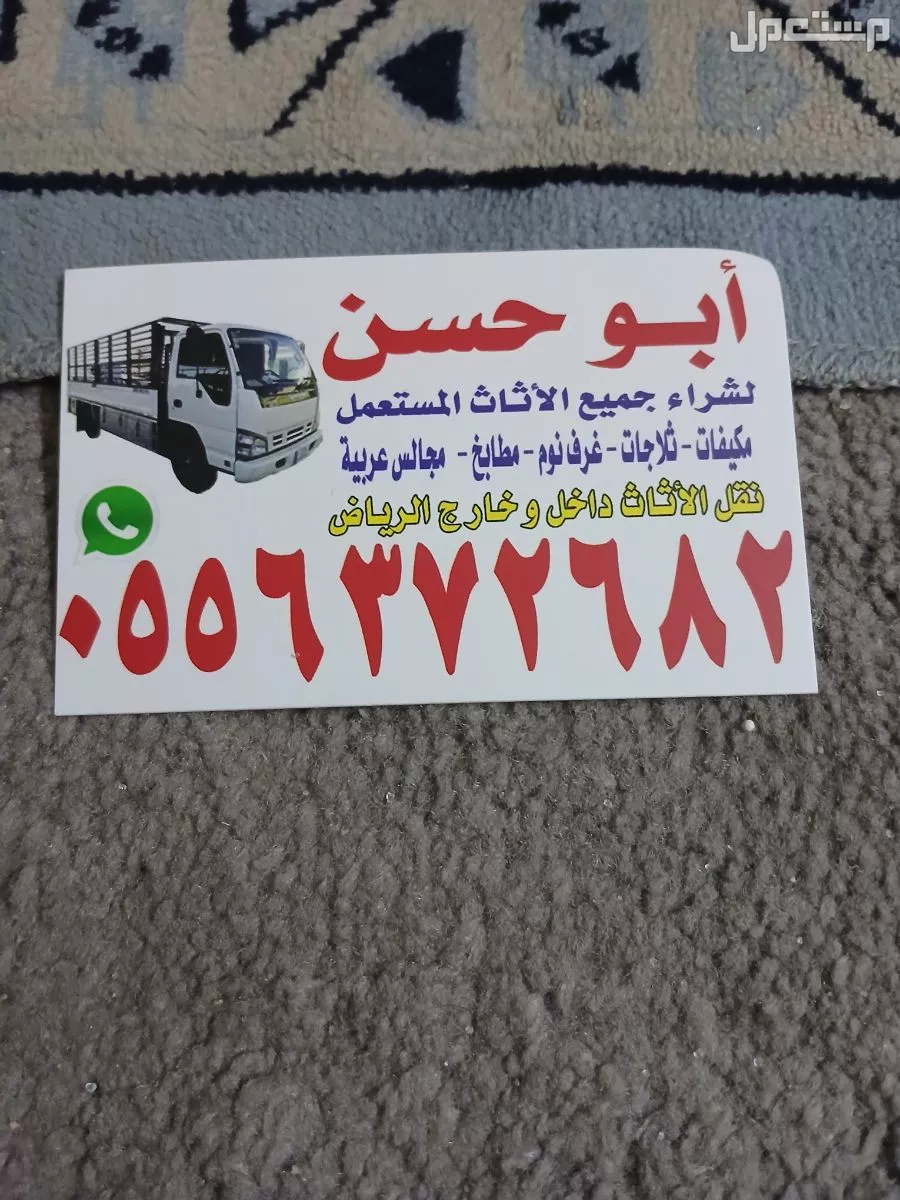 مستعمل
أبو حسن
لشراء جميع الأثاث المستعمل
مكيفات - ثلاجات - غرف نوم - مطابخ - مجالس عربية
نقل الأثاث داخل و خارج الرياض
٠٥٥٦٣٧٢٦٨٢